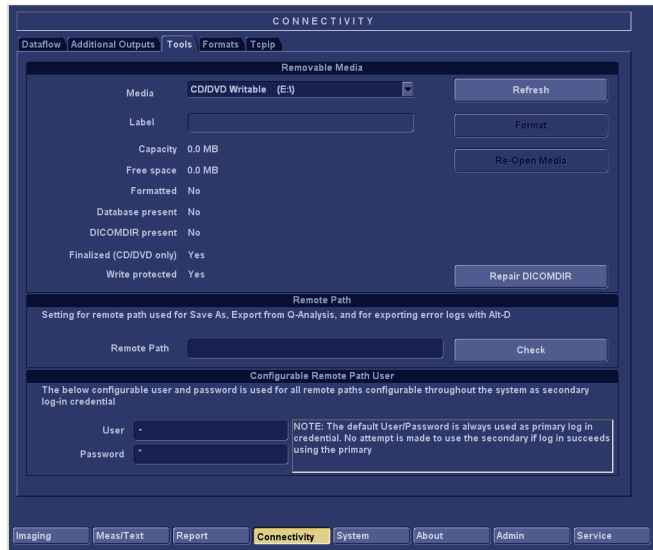 CONNECTIVITY
Dataflow Additional Outputs Tools Formats Tcpip
Removable Media
Media CD/DVD Writable (E:\) Refresh
Label Format
Capacity 0.0 MB
Re-Open Media
Free space 0.0 MB
Formatted No
Database present No
DICOMDIR present No
Finalized (CD/DVD only) Yes
Write protected Yes Repair DICOMDIR
Remote Path
Setting for remote path used for Save As, Export from Q-Analysis, and for exporting error logs with Alt-D
Remote Path Check
Configurable Remote Path User
The below configurable user and password is used for all remote paths configurable throughout the system as secondary
log-in credential
User -
Password *
NOTE: The default User/Password is always used as primary log in
credential. No attempt is made to use the secondary if log in succeeds
using the primary
Imaging Meas/Text Report Connectivity System About Admin Service